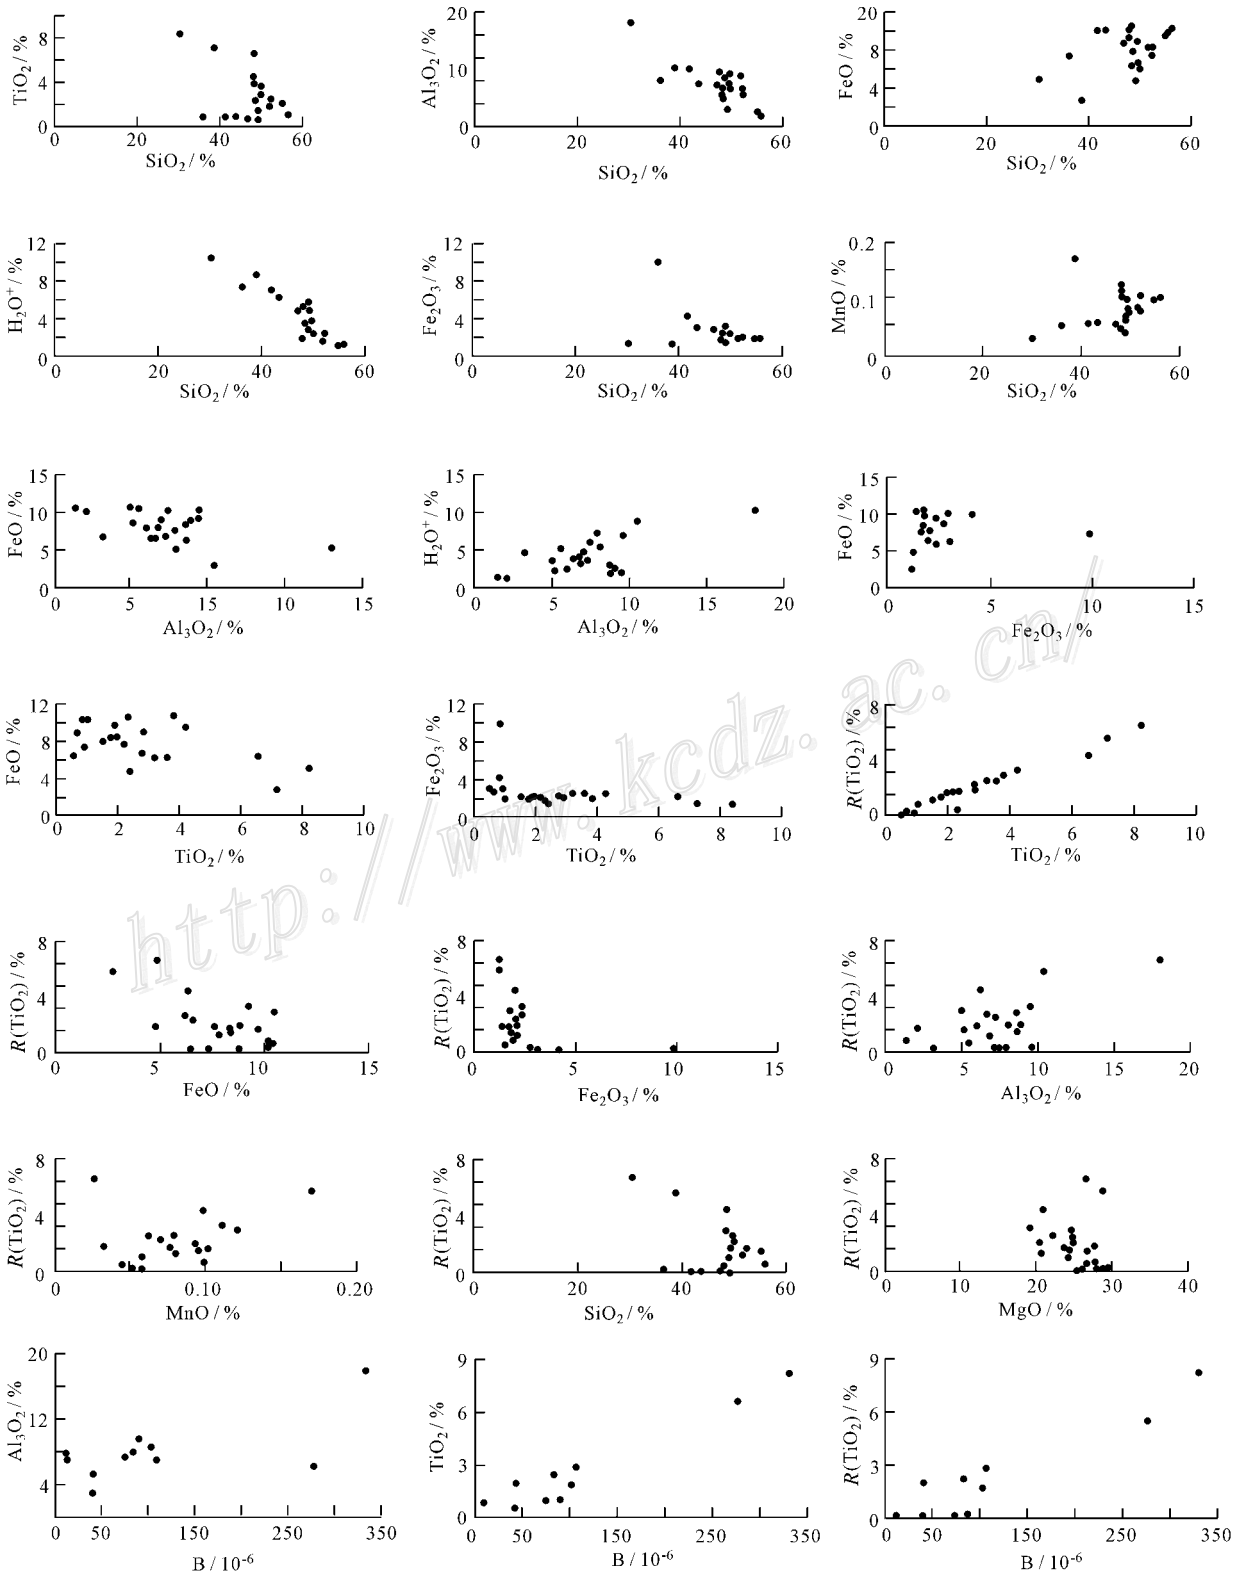 TiO₂ / %
8
4
0
0 20 40 60
SiO₂ / %
Al₃O₂ / %
20
10
0
0 20 40 60
SiO₂ / %
FeO / %
12
8
4
0
0 20 40 60
SiO₂ / %
H₂O⁺ / %
12
8
4
0
0 20 40 60
SiO₂ / %
Fe₂O₃ / %
12
8
4
0
0 20 40 60
SiO₂ / %
MnO / %
0.2
0.1
0
0 20 40 60
SiO₂ / %
FeO / %
15
10
5
0
0 5 15 10 15
Al₃O₂ / %
H₂O⁺ / %
15
10
5
0
0 5 10 15 20
Al₃O₂ / %
FeO / %
15
10
5
0
0 5 10 15
Fe₂O₃ / %
FeO / %
12
8
4
0
0 2 4 6 8 10
TiO₂ / %
Fe₂O₃ / %
12
8
4
0
0 2 4 6 8 10
TiO₂ / %
R(TiO₂) / %
8
4
0
0 2 4 6 8 10
TiO₂ / %
R(TiO₂) / %
8
4
0
5 10 15
FeO / %
R(TiO₂) / %
8
4
0
0 5 10 15
Fe₂O₃ / %
R(TiO₂) / %
8
4
0
0 5 10 15 20
Al₃O₂ / %
R(TiO₂) / %
8
4
0
0 0.10 0.20
MnO / %
R(TiO₂) / %
8
4
0
0 20 40 60
SiO₂ / %
R(TiO₂) / %
8
4
0
0 10 20 30 40
MgO / %
Al₃O₂ / %
20
12
4
0 50 150 250 350
B / 10⁻⁶
TiO₂ / %
9
6
3
0
0 50 150 250 350
B / 10⁻⁶
R(TiO₂) / %
9
6
3
0
0 50 150 250 350
B / 10⁻⁶
http://www.kcdz.ac.cn/